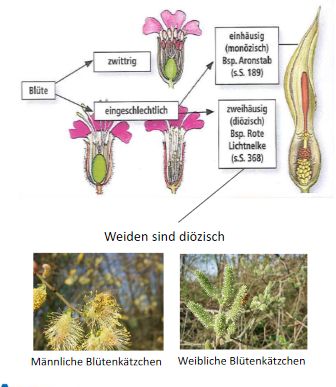 zwittrig
Blüte
eingeschlechtlich
einhäusig
(monözisch)
Bsp. Aronstab
(s.S. 189)
zweihäusig
(diözisch)
Bsp. Rote
Lichtnelke
(s.S. 368)
Weiden sind diözisch
Männliche Blütenkätzchen
Weibliche Blütenkätzchen